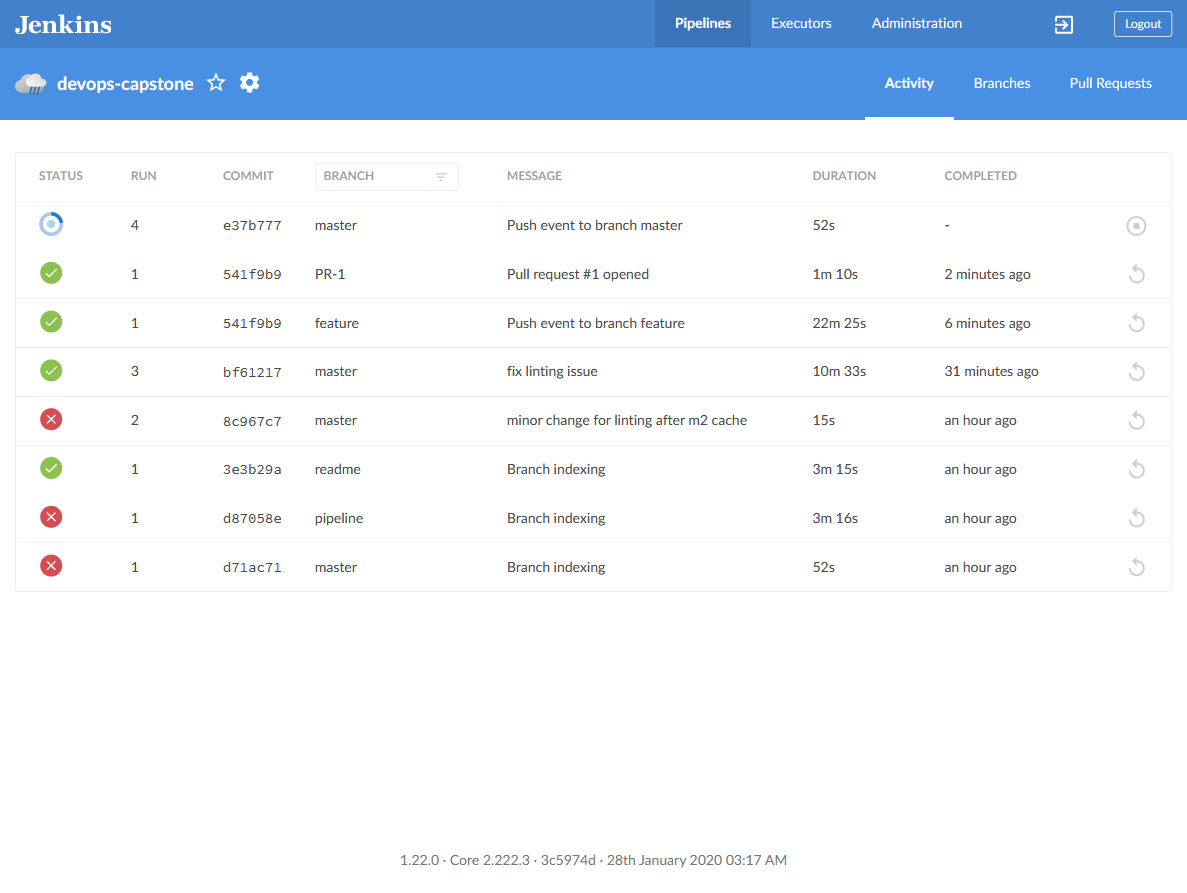 Jenkins Pipelines Executors Administration Logout
devops-capstone Activity Branches Pull Requests
STATUS RUN COMMIT BRANCH MESSAGE DURATION COMPLETED
4 e37b777 master Push event to branch master 52s -
1 541f9b9 PR-1 Pull request #1 opened 1m 10s 2 minutes ago
1 541f9b9 feature Push event to branch feature 22m 25s 6 minutes ago
3 bf61217 master fix linting issue 10m 33s 31 minutes ago
2 8c967c7 master minor change for linting after m2 cache 15s an hour ago
1 3e3b29a readme Branch indexing 3m 15s an hour ago
1 d87058e pipeline Branch indexing 3m 16s an hour ago
1 d71ac71 master Branch indexing 52s an hour ago
1.22.0 · Core 2.222.3 · 3c5974d · 28th January 2020 03:17 AM